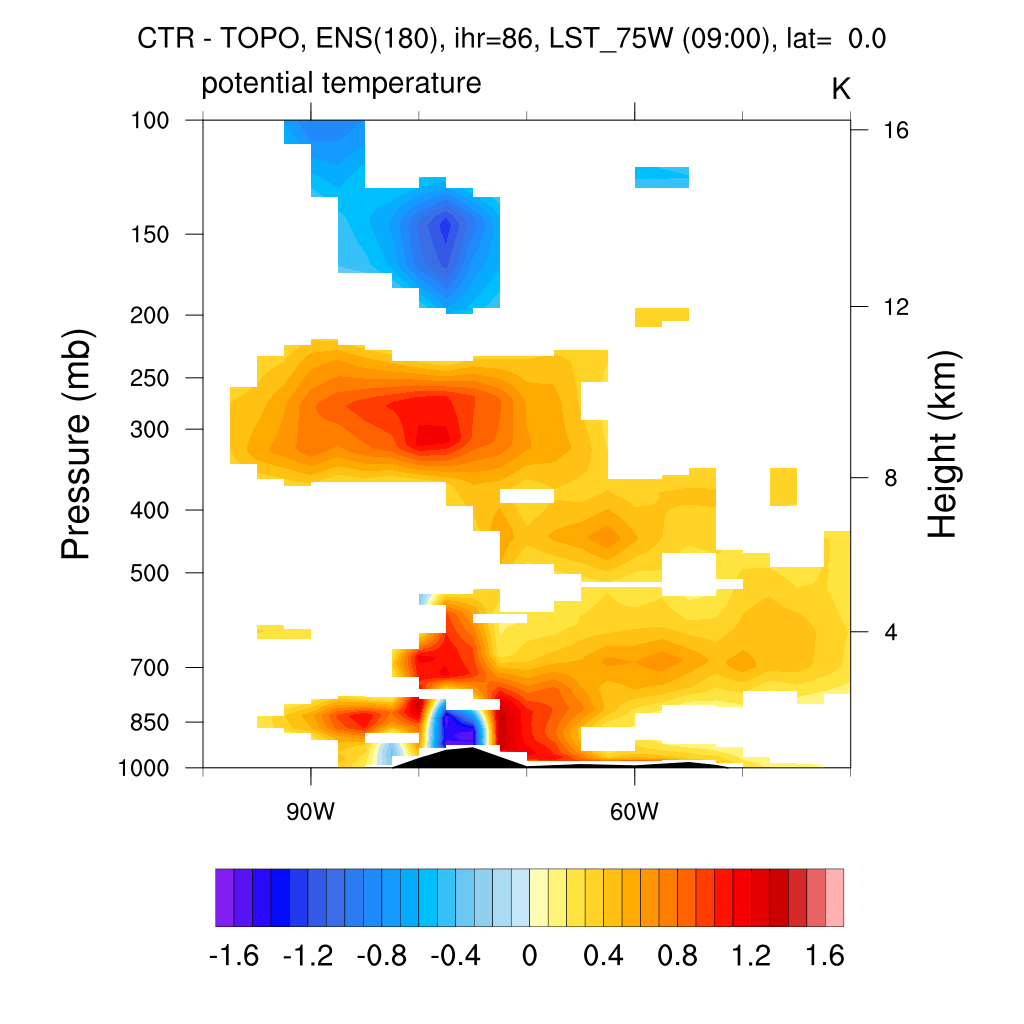 CTR - TOPO, ENS(180), ihr=86, LST_75W (09:00), lat=  0.0
potential temperature K
100
150
200
250
300
400
500
700
850
1000
Pressure (mb)
16
12
8
4
Height (km)
90W 60W
-1.6 -1.2 -0.8 -0.4 0 0.4 0.8 1.2 1.6